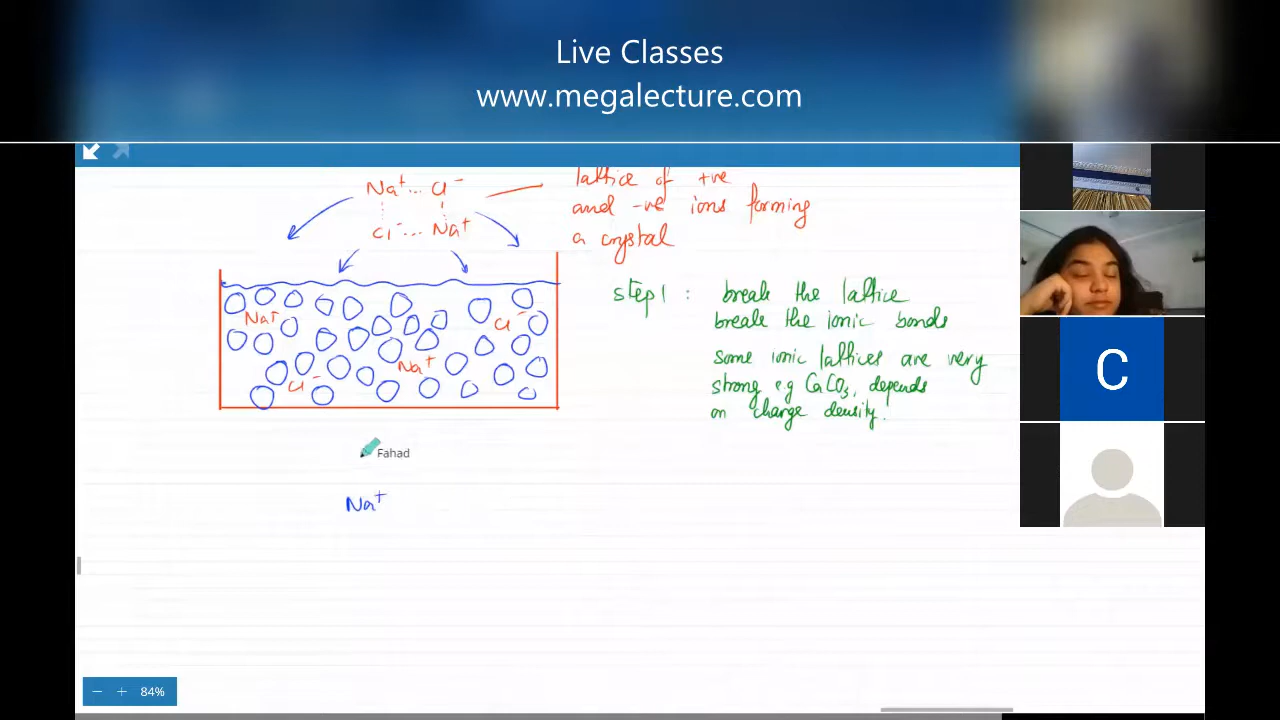 Live Classes
www.megalecture.com
Na⁺... Cl⁻
Cl⁻... Na⁺
lattice of +ve
and -ve ions forming
a crystal
step 1 : break the lattice
break the ionic bonds
Some ionic lattices are very
strong e.g CaCO₃, depends
on charge density.
Na⁺
Cl⁻
Na⁺
Cl⁻
Fahad
Na⁺
C
84%